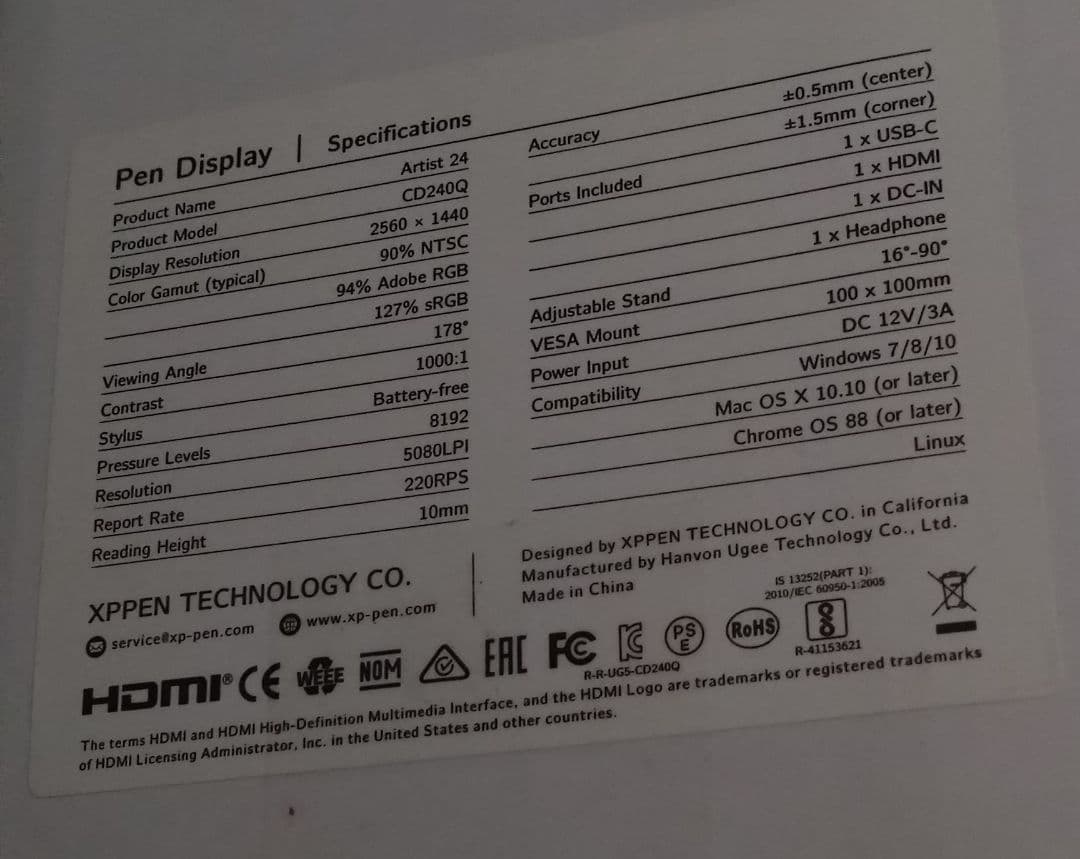 Pen Display | Specifications
Product Name Artist 24
Product Model CD240Q
Display Resolution 2560 × 1440
Color Gamut (typical) 90% NTSC
94% Adobe RGB
127% sRGB
Viewing Angle 178°
Contrast 1000:1
Stylus Battery-free
Pressure Levels 8192
Resolution 5080LPI
Report Rate 220RPS
Reading Height 10mm
Accuracy ±0.5mm (center)
±1.5mm (corner)
Ports Included 1 x USB-C
1 x HDMI
1 x DC-IN
1 x Headphone
Adjustable Stand 16°-90°
VESA Mount 100 x 100mm
Power Input DC 12V/3A
Compatibility Windows 7/8/10
Mac OS X 10.10 (or later)
Chrome OS 88 (or later)
Linux
XPPEN TECHNOLOGY CO.
service@xp-pen.com www.xp-pen.com
Designed by XPPEN TECHNOLOGY CO. in California
Manufactured by Hanvon Ugee Technology Co., Ltd.
Made in China
IS 13252(PART 1):
2010/IEC 60950-1:2005
HDMI® CE WEEE NOM EAC FC KC PS E RoHS
R-R-UG5-CD240Q
R-41153621
The terms HDMI and HDMI High-Definition Multimedia Interface, and the HDMI Logo are trademarks or registered trademarks
of HDMI Licensing Administrator, Inc. in the United States and other countries.